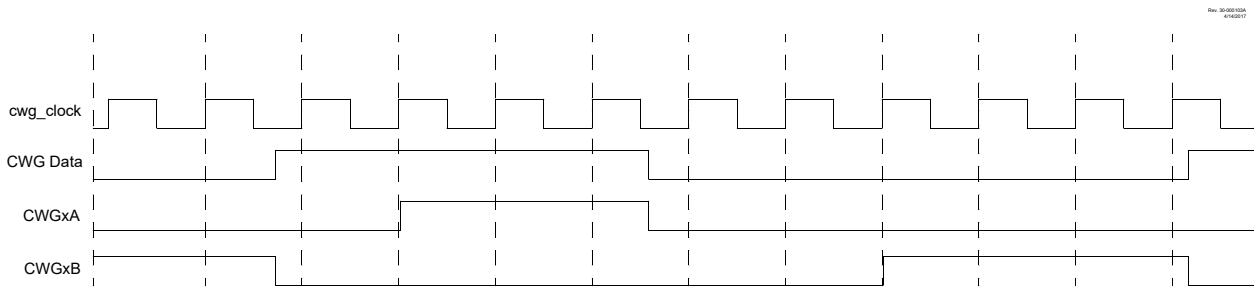 Rev. 30-000103A
4/14/2017
cwg_clock
CWG Data
CWGxA
CWGxB